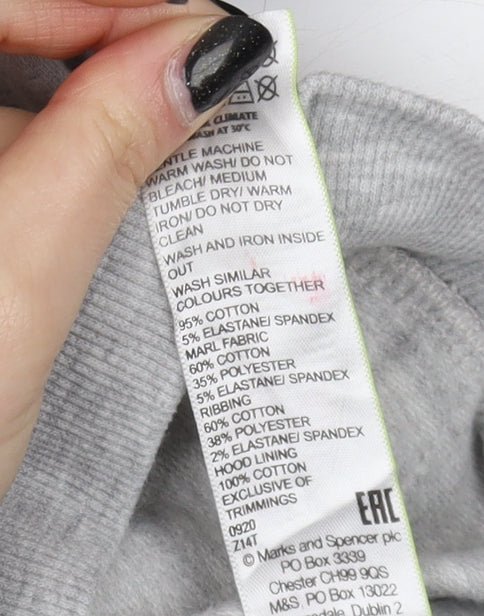 CLIMATE
WASH AT 30°C
GENTLE MACHINE
WARM WASH/ DO NOT
BLEACH/ MEDIUM
TUMBLE DRY/ WARM
IRON/ DO NOT DRY
CLEAN
WASH AND IRON INSIDE
OUT
WASH SIMILAR
COLOURS TOGETHER
95% COTTON
5% ELASTANE/ SPANDEX
MARL FABRIC
60% COTTON
35% POLYESTER
5% ELASTANE/ SPANDEX
RIBBING
60% COTTON
38% POLYESTER
2% ELASTANE/ SPANDEX
HOOD LINING
100% COTTON
EXCLUSIVE OF
TRIMMINGS
0920
Z14T
EAC
© Marks and Spencer plc
PO Box 3339
Chester CH99 9QS
M&S, PO Box 13022
Dublin 2